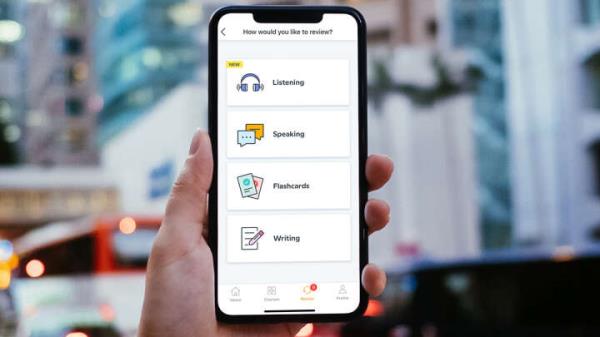 How would you like to review?
NEW
Listening
Speaking
Flashcards
Writing
Home
Courses
Review
Profile